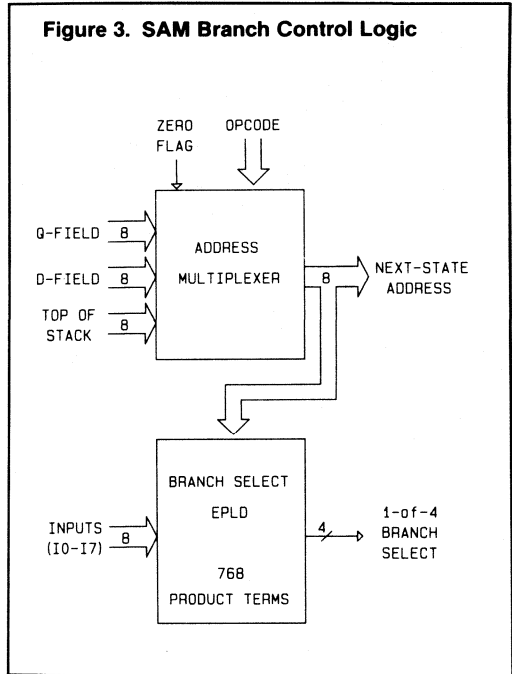 Figure 3. SAM Branch Control Logic
ZERO
FLAG
OPCODE
Q-FIELD
8
D-FIELD
8
TOP OF
STACK
8
ADDRESS
MULTIPLEXER
8
NEXT-STATE
ADDRESS
BRANCH SELECT
EPLD
768
PRODUCT TERMS
INPUTS
(I0-I7)
8
4
1-of-4
BRANCH
SELECT